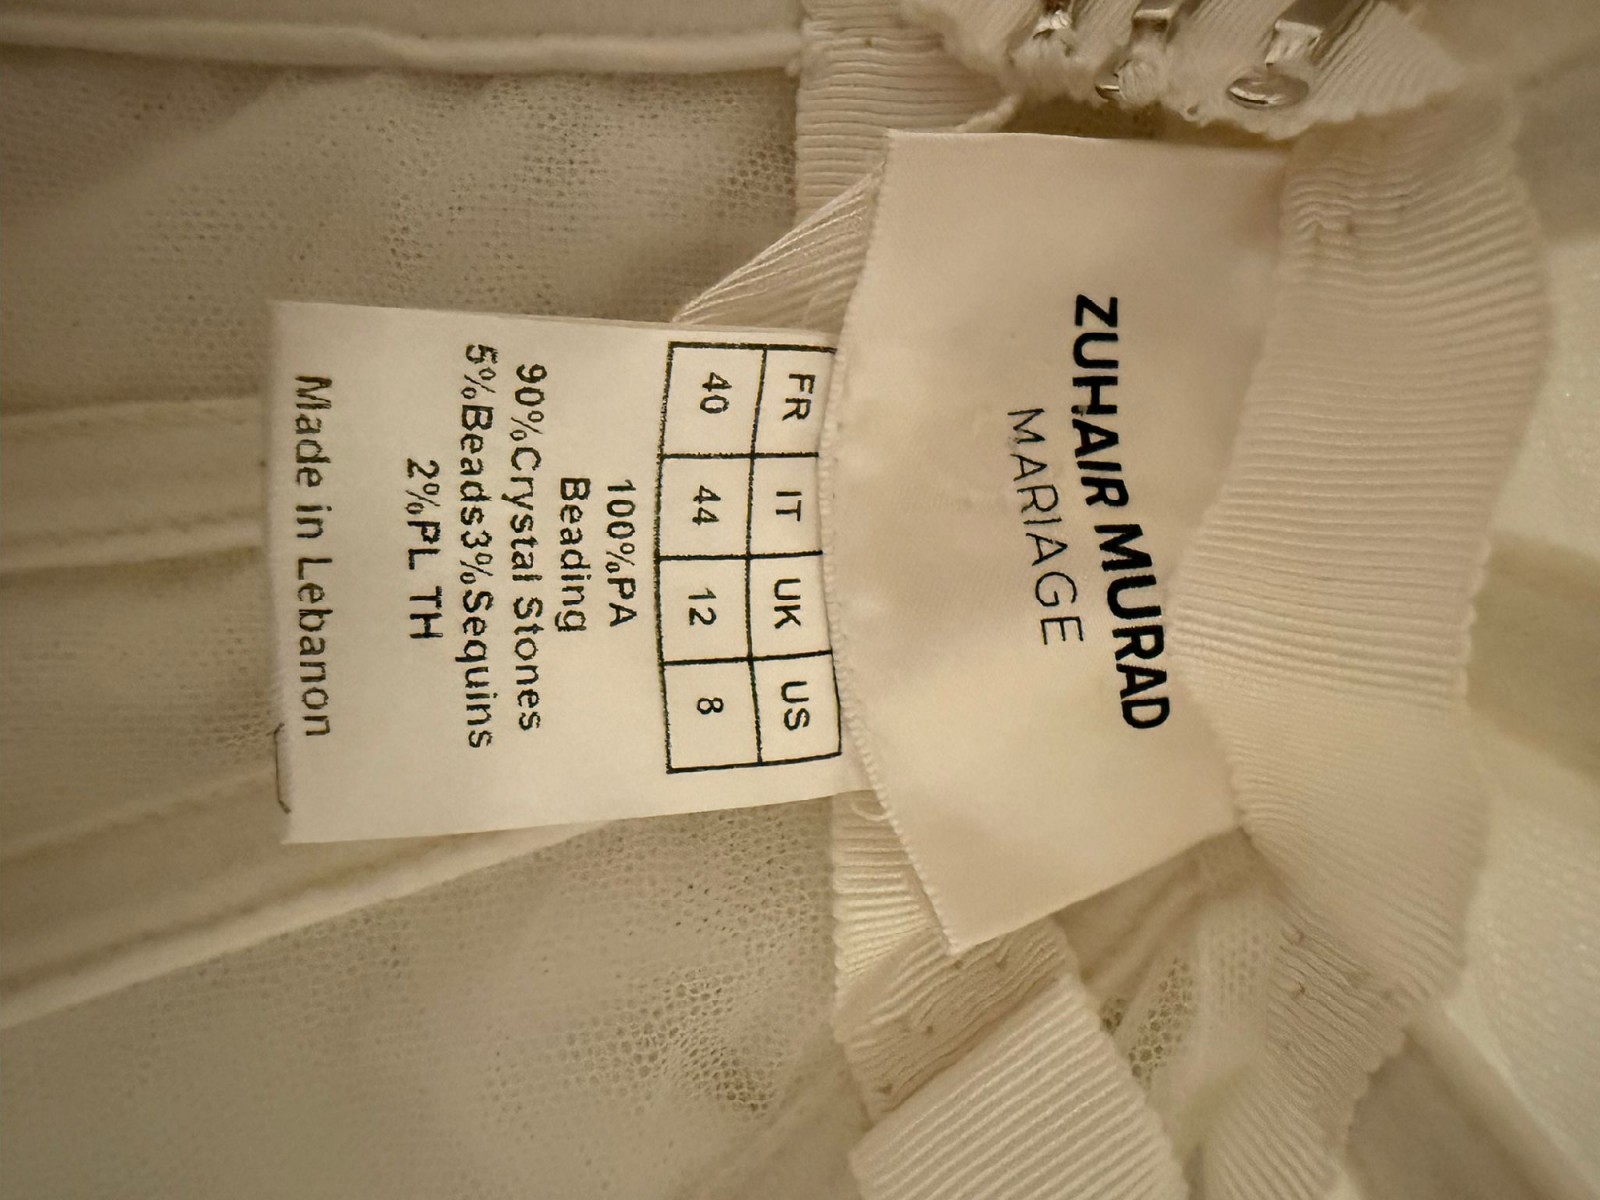 ZUHAIR MURAD
MARIAGE
FR IT UK US
40 44 12 8
100%PA
Beading
90%Crystal Stones
5%Beads3%Sequins
2%PL TH
Made in Lebanon